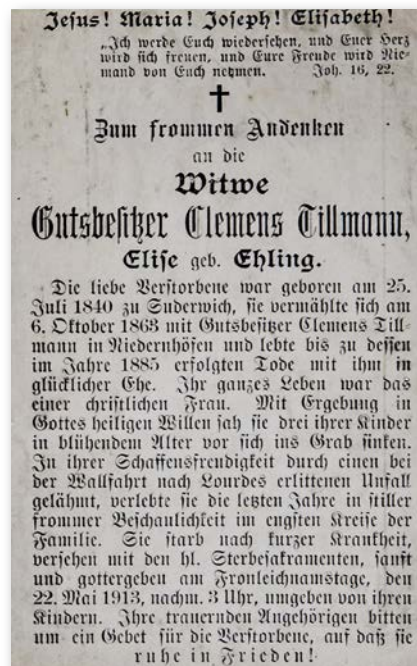 Jesus! Maria! Joseph! Elisabeth!
„Ich werde Euch wiedersehen, und Euer Herz
wird sich freuen, und Eure Freude wird Nie-
mand von Euch nehmen. Joh. 16, 22.
Zum frommen Andenken
an die
Witwe
Gutsbesitzer Clemens Tillmann,
Elise geb. Ehling.
Die liebe Verstorbene war geboren am 25.
Juli 1840 zu Suderwich, sie vermählte sich am
6. Oktober 1863 mit Gutsbesitzer Clemens Till-
mann in Niedernhöfen und lebte bis zu dessen
im Jahre 1885 erfolgten Tode mit ihm in
glücklicher Ehe. Ihr ganzes Leben war das
einer christlichen Frau. Mit Ergebung in
Gottes heiligen Willen sah sie drei ihrer Kinder
in blühendem Alter vor sich ins Grab sinken.
In ihrer Schaffensfreudigkeit durch einen bei
der Wallfahrt nach Lourdes erlittenen Unfall
gelähmt, verlebte sie die letzten Jahre in stiller
frommer Beschaulichkeit im engsten Kreise der
Familie. Sie starb nach kurzer Krankheit,
versehen mit den hl. Sterbesakramenten, sanft
und gottergeben am Fronleichnamstage, den
22. Mai 1913, nachm. 3 Uhr, umgeben von ihren
Kindern. Ihre trauernden Angehörigen bitten
um ein Gebet für die Verstorbene, auf daß sie
ruhe in Frieden!